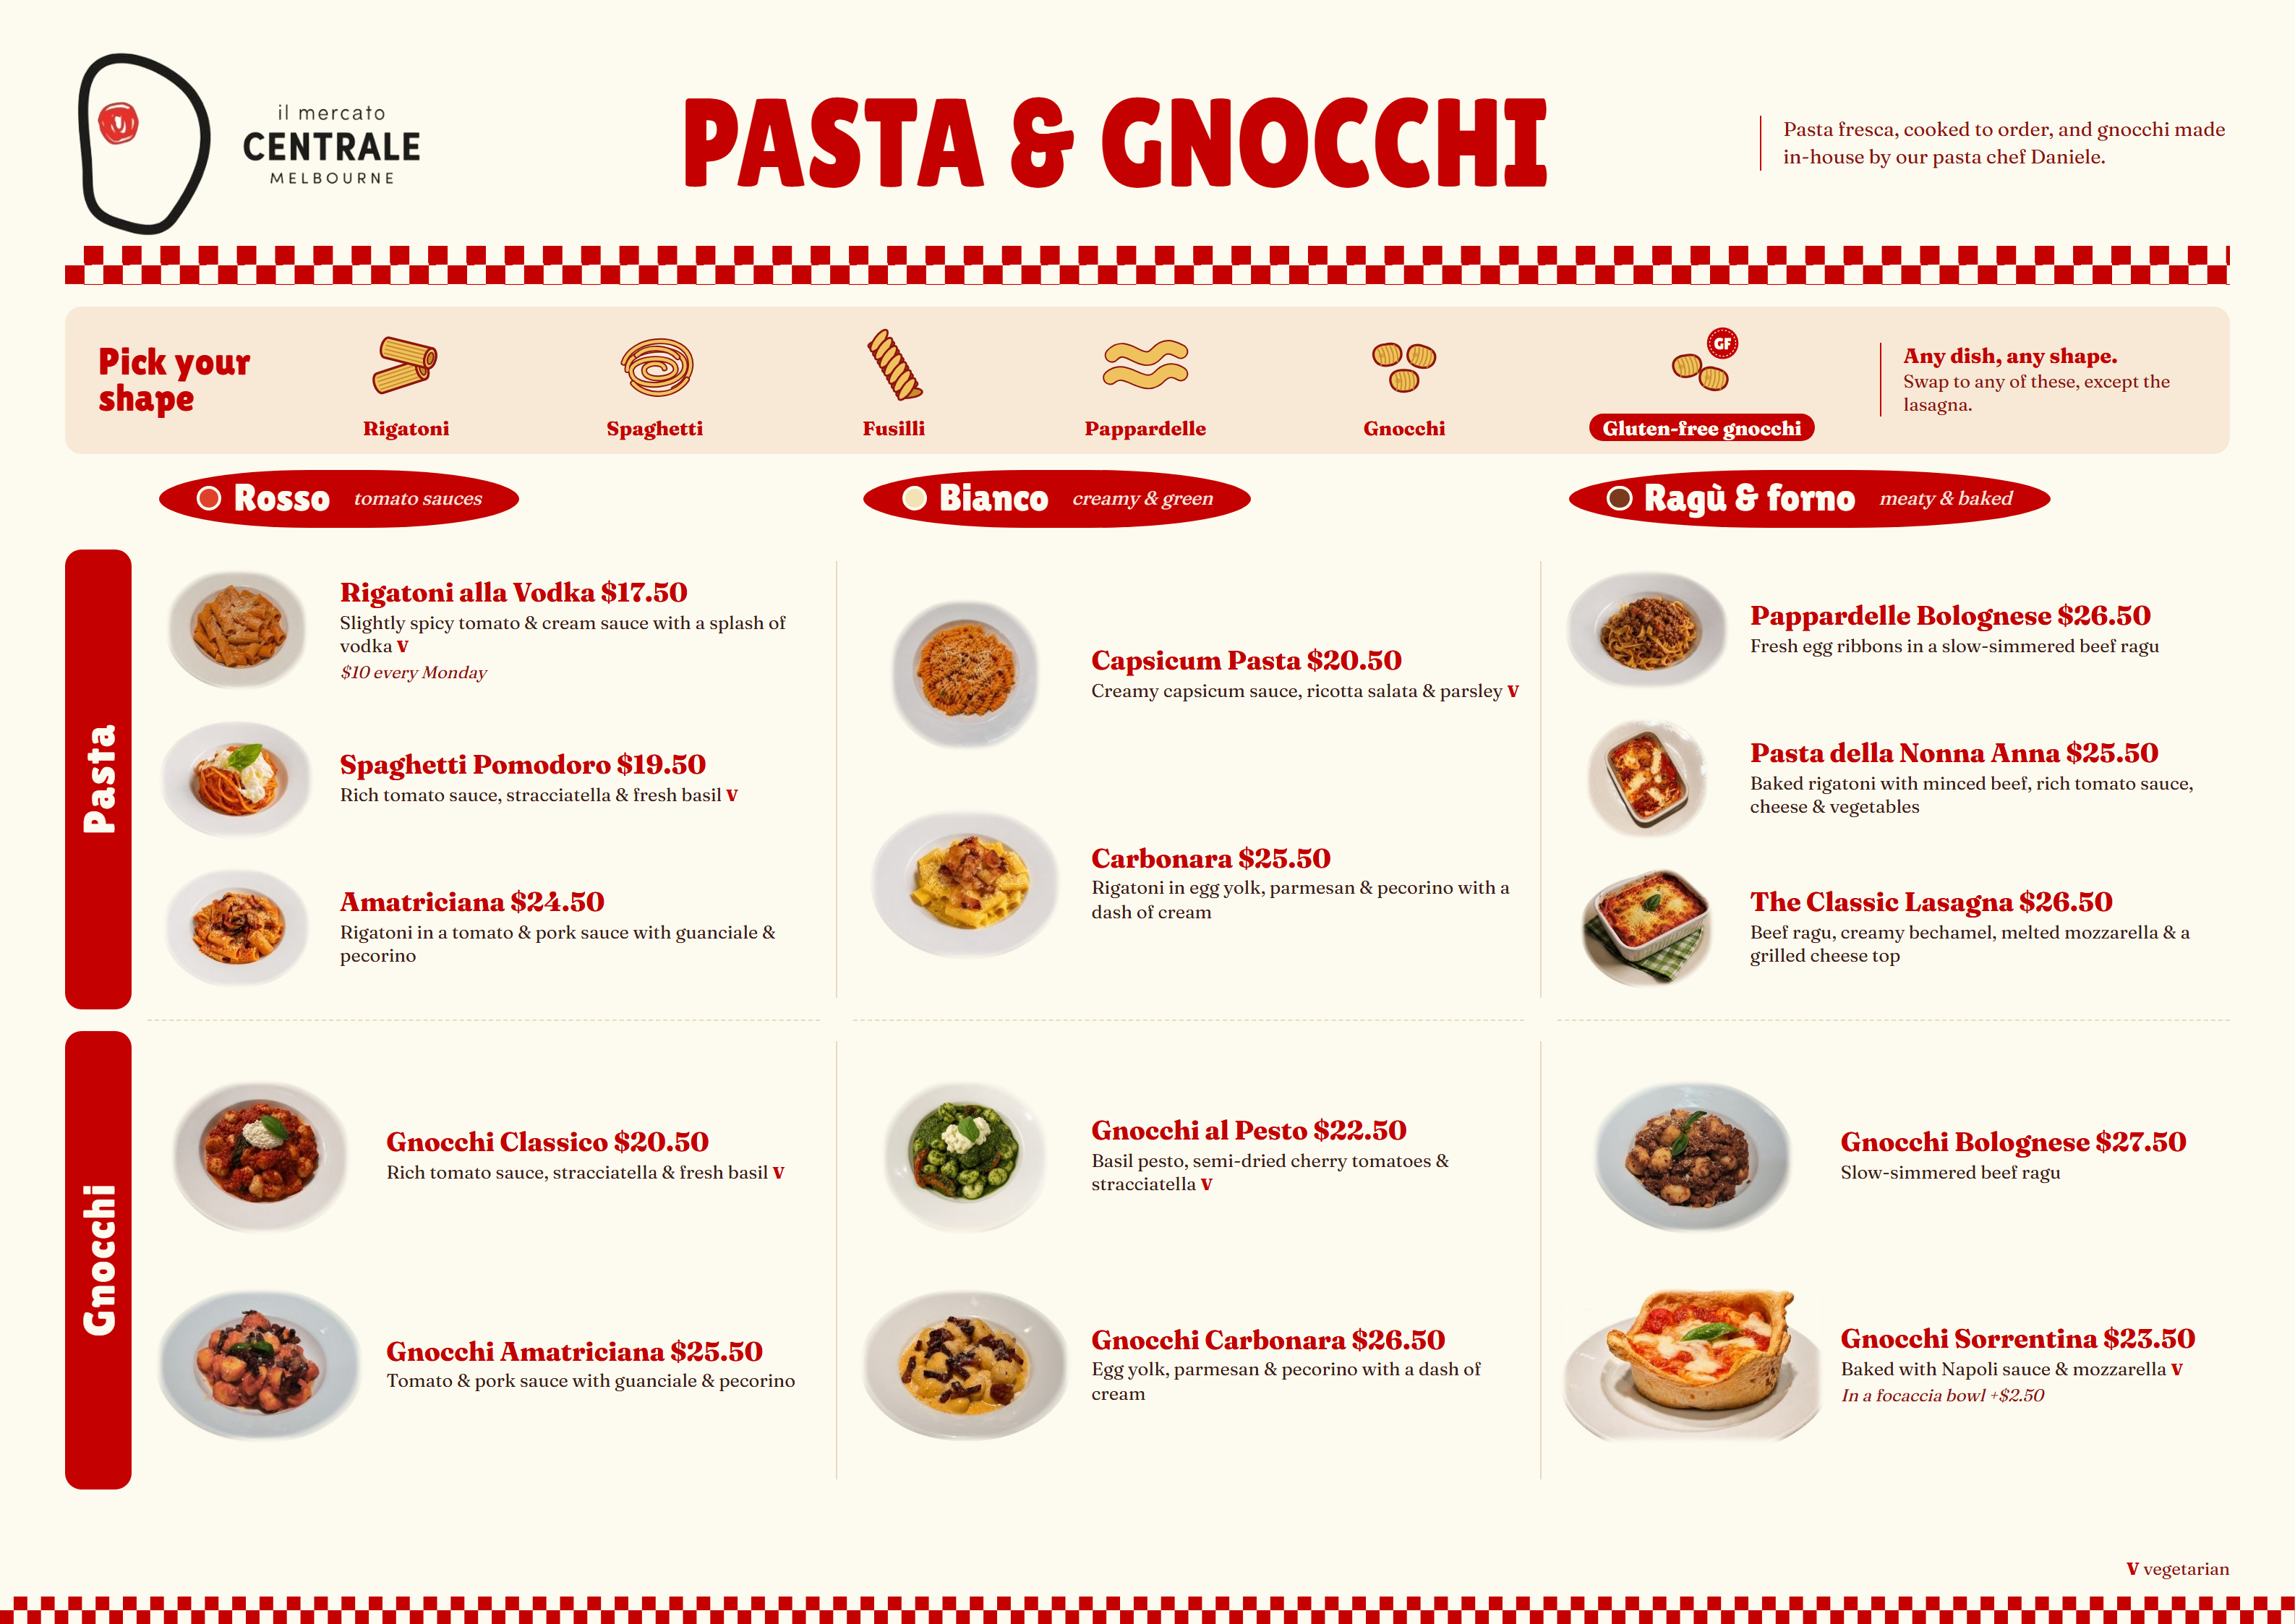 il mercato
CENTRALE
MELBOURNE
PASTA & GNOCCHI
Pasta fresca, cooked to order, and gnocchi made
in-house by our pasta chef Daniele.
Pick your
shape
Rigatoni
Spaghetti
Fusilli
Pappardelle
Gnocchi
GF
Gluten-free gnocchi
Any dish, any shape.
Swap to any of these, except the
lasagna.
Rosso tomato sauces
Bianco creamy & green
Ragù & forno meaty & baked
Pasta
Rigatoni alla Vodka $17.50
Slightly spicy tomato & cream sauce with a splash of
vodka V
$10 every Monday
Spaghetti Pomodoro $19.50
Rich tomato sauce, stracciatella & fresh basil V
Amatriciana $24.50
Rigatoni in a tomato & pork sauce with guanciale &
pecorino
Capsicum Pasta $20.50
Creamy capsicum sauce, ricotta salata & parsley V
Carbonara $25.50
Rigatoni in egg yolk, parmesan & pecorino with a
dash of cream
Pappardelle Bolognese $26.50
Fresh egg ribbons in a slow-simmered beef ragu
Pasta della Nonna Anna $25.50
Baked rigatoni with minced beef, rich tomato sauce,
cheese & vegetables
The Classic Lasagna $26.50
Beef ragu, creamy bechamel, melted mozzarella & a
grilled cheese top
Gnocchi
Gnocchi Classico $20.50
Rich tomato sauce, stracciatella & fresh basil V
Gnocchi Amatriciana $25.50
Tomato & pork sauce with guanciale & pecorino
Gnocchi al Pesto $22.50
Basil pesto, semi-dried cherry tomatoes &
stracciatella V
Gnocchi Carbonara $26.50
Egg yolk, parmesan & pecorino with a dash of
cream
Gnocchi Bolognese $27.50
Slow-simmered beef ragu
Gnocchi Sorrentina $23.50
Baked with Napoli sauce & mozzarella V
In a focaccia bowl +$2.50
V vegetarian